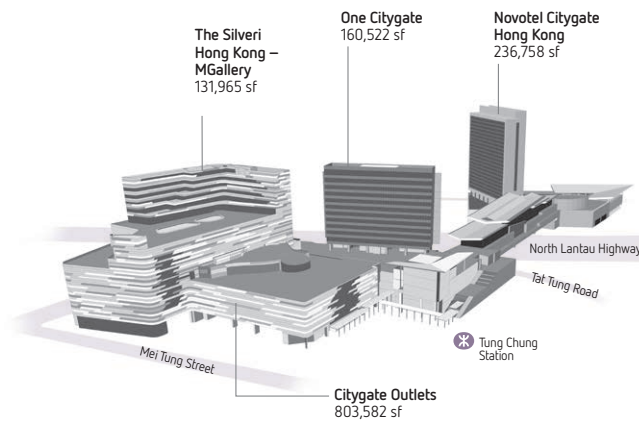 The Silveri
Hong Kong –
MGallery
131,965 sf
One Citygate
160,522 sf
Novotel Citygate
Hong Kong
236,758 sf
North Lantau Highway
Tat Tung Road
Tung Chung
Station
Mei Tung Street
Citygate Outlets
803,582 sf